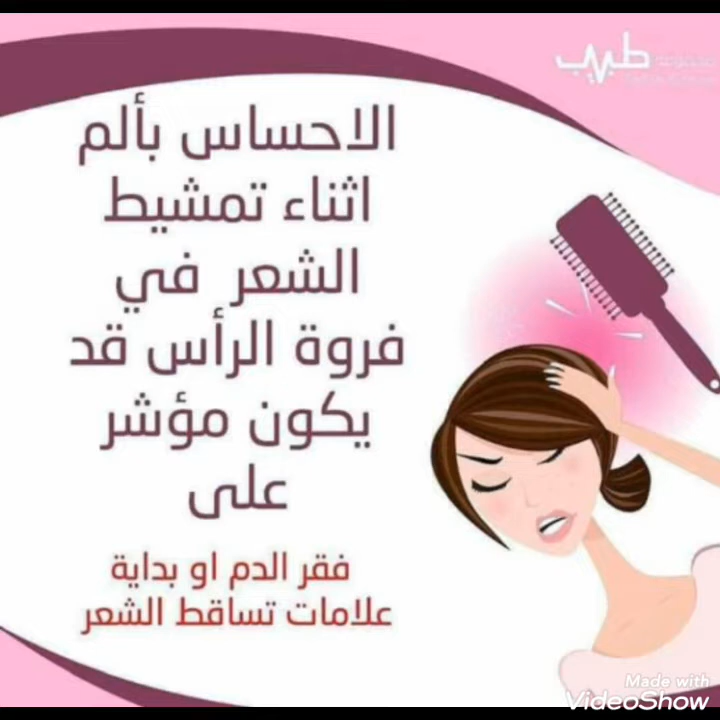 طبيب
الاحساس بألم
اثناء تمشيط
الشعر في
فروة الرأس قد
يكون مؤشر
على
فقر الدم او بداية
علامات تساقط الشعر
Made with
VideoShow